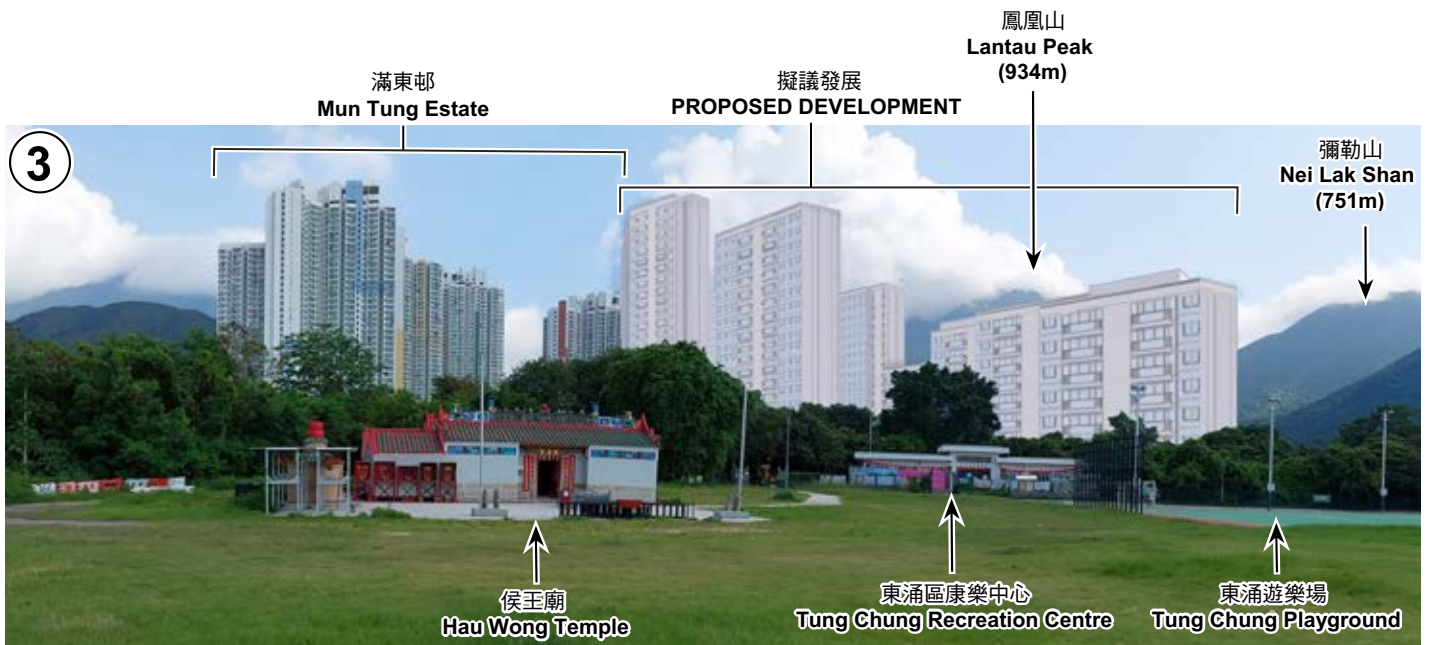 鳳凰山
Lantau Peak
(934m)
滿東邨
Mun Tung Estate
擬議發展
PROPOSED DEVELOPMENT
彌勒山
Nei Lak Shan
(751m)
3
侯王廟
Hau Wong Temple
東涌區康樂中心
Tung Chung Recreation Centre
東涌遊樂場
Tung Chung Playground